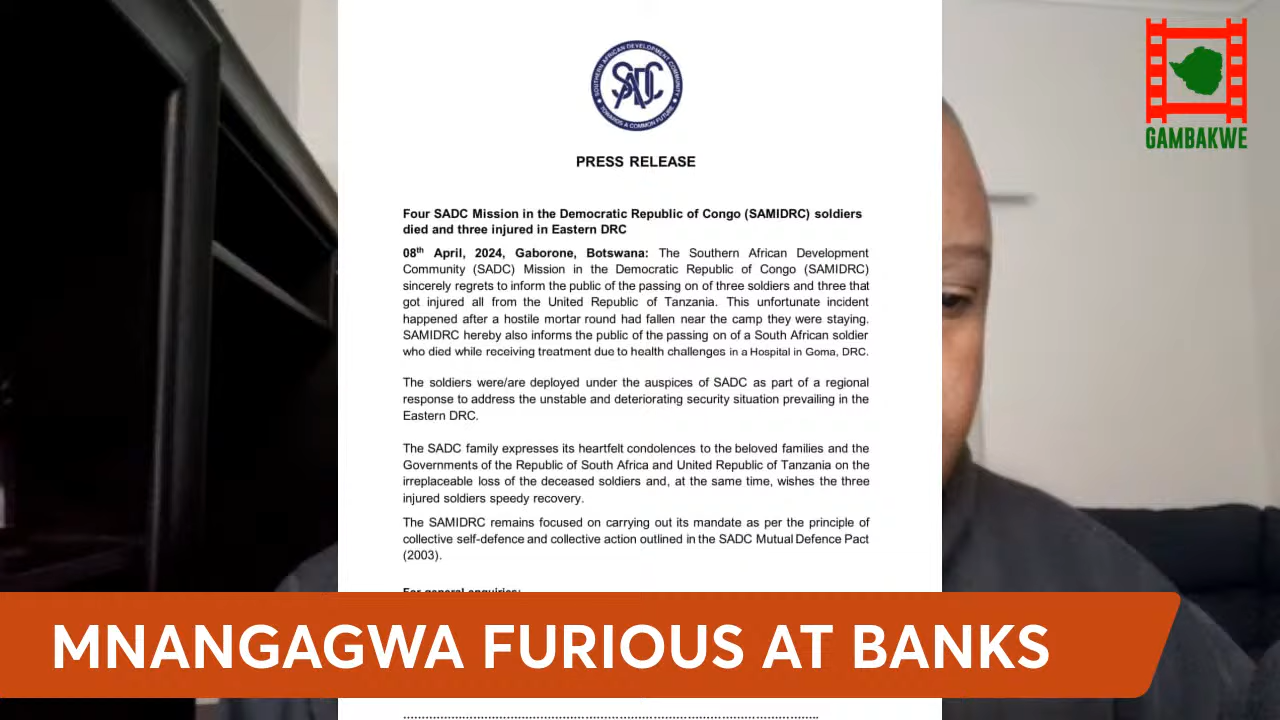 SOUTHERN AFRICAN DEVELOPMENT COMMUNITY
SADC
TOWARDS A COMMON FUTURE
GAMBAKWE
PRESS RELEASE
Four SADC Mission in the Democratic Republic of Congo (SAMIDRC) soldiers
died and three injured in Eastern DRC
08th April, 2024, Gaborone, Botswana: The Southern African Development
Community (SADC) Mission in the Democratic Republic of Congo (SAMIDRC)
sincerely regrets to inform the public of the passing on of three soldiers and three that
got injured all from the United Republic of Tanzania. This unfortunate incident
happened after a hostile mortar round had fallen near the camp they were staying.
SAMIDRC hereby also informs the public of the passing on of a South African soldier
who died while receiving treatment due to health challenges in a Hospital in Goma, DRC.
The soldiers were/are deployed under the auspices of SADC as part of a regional
response to address the unstable and deteriorating security situation prevailing in the
Eastern DRC.
The SADC family expresses its heartfelt condolences to the beloved families and the
Governments of the Republic of South Africa and United Republic of Tanzania on the
irreplaceable loss of the deceased soldiers and, at the same time, wishes the three
injured soldiers speedy recovery.
The SAMIDRC remains focused on carrying out its mandate as per the principle of
collective self-defence and collective action outlined in the SADC Mutual Defence Pact
(2003).
For general enquiries:
MNANGAGWA FURIOUS AT BANKS